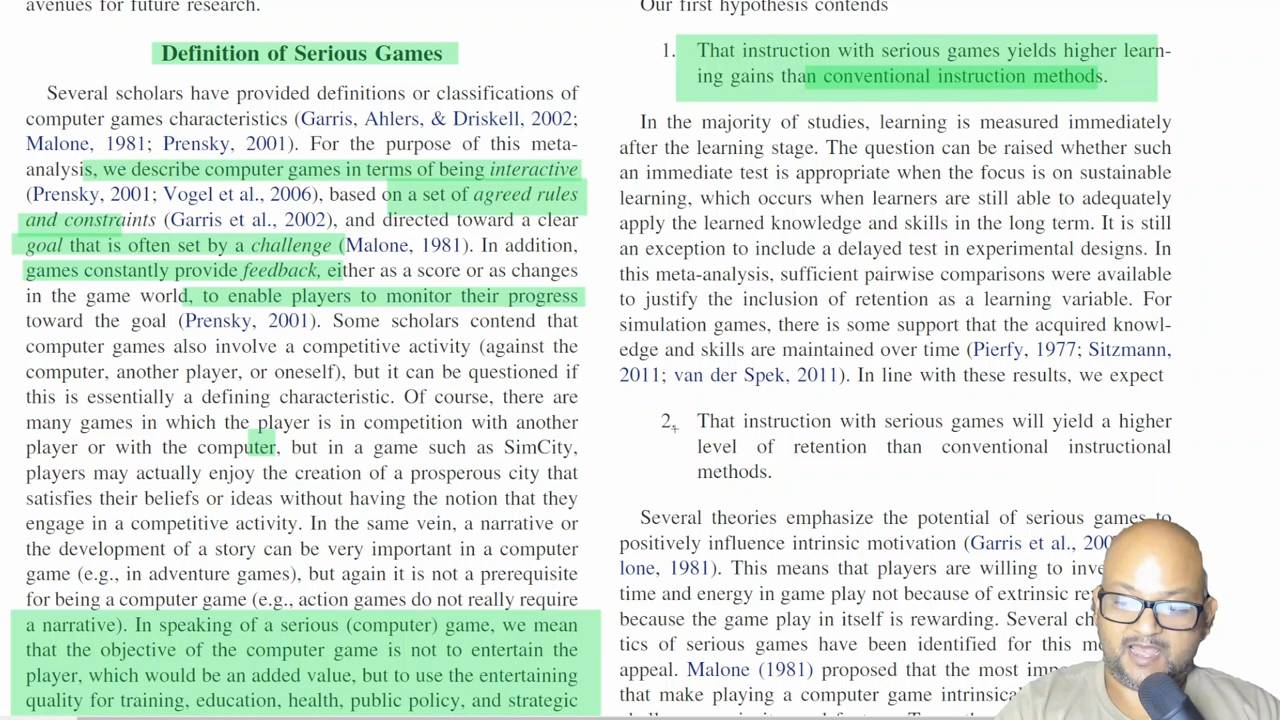 avenues for future research.
Definition of Serious Games
Several scholars have provided definitions or classifications of
computer games characteristics (Garris, Ahlers, & Driskell, 2002;
Malone, 1981; Prensky, 2001). For the purpose of this meta-
analysis, we describe computer games in terms of being interactive
(Prensky, 2001; Vogel et al., 2006), based on a set of agreed rules
and constraints (Garris et al., 2002), and directed toward a clear
goal that is often set by a challenge (Malone, 1981). In addition,
games constantly provide feedback, either as a score or as changes
in the game world, to enable players to monitor their progress
toward the goal (Prensky, 2001). Some scholars contend that
computer games also involve a competitive activity (against the
computer, another player, or oneself), but it can be questioned if
this is essentially a defining characteristic. Of course, there are
many games in which the player is in competition with another
player or with the computer, but in a game such as SimCity,
players may actually enjoy the creation of a prosperous city that
satisfies their beliefs or ideas without having the notion that they
engage in a competitive activity. In the same vein, a narrative or
the development of a story can be very important in a computer
game (e.g., in adventure games), but again it is not a prerequisite
for being a computer game (e.g., action games do not really require
a narrative). In speaking of a serious (computer) game, we mean
that the objective of the computer game is not to entertain the
player, which would be an added value, but to use the entertaining
quality for training, education, health, public policy, and strategic
Our first hypothesis contends
1. That instruction with serious games yields higher learn-
ing gains than conventional instruction methods.
In the majority of studies, learning is measured immediately
after the learning stage. The question can be raised whether such
an immediate test is appropriate when the focus is on sustainable
learning, which occurs when learners are still able to adequately
apply the learned knowledge and skills in the long term. It is still
an exception to include a delayed test in experimental designs. In
this meta-analysis, sufficient pairwise comparisons were available
to justify the inclusion of retention as a learning variable. For
simulation games, there is some support that the acquired knowl-
edge and skills are maintained over time (Pierfy, 1977; Sitzmann,
2011; van der Spek, 2011). In line with these results, we expect
2. That instruction with serious games will yield a higher
level of retention than conventional instructional
methods.
Several theories emphasize the potential of serious games to
positively influence intrinsic motivation (Garris et al.,
lone, 1981). This means that players are willing to
time and energy in game play not because of extrinsic
because the game play in itself is rewarding. Several
tics of serious games have been identified for this
appeal. Malone (1981) proposed that the most
that make playing a computer game